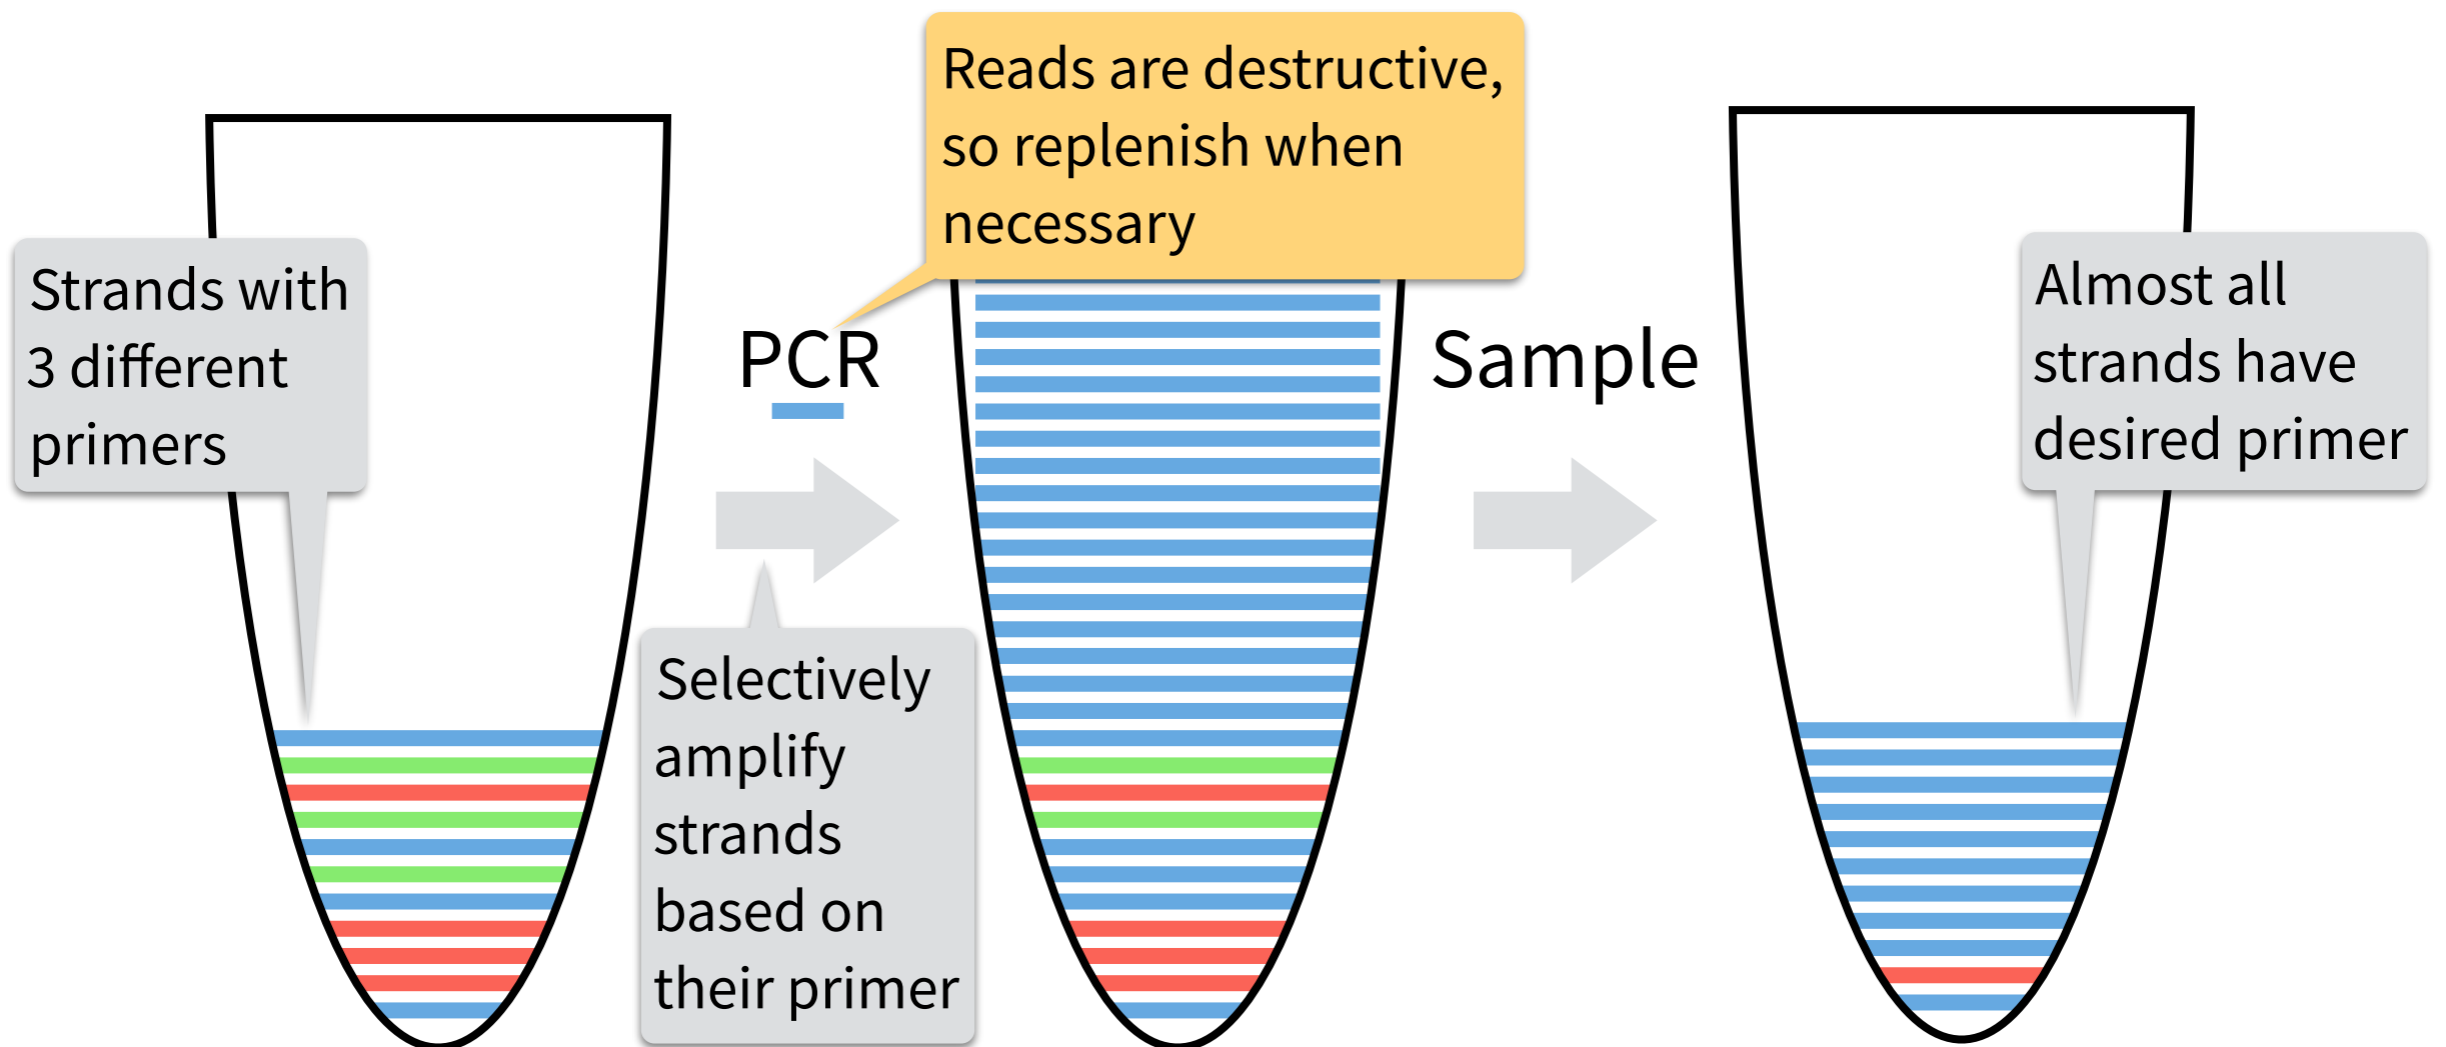 Strands with
3 different
primers
PCR
Reads are destructive,
so replenish when
necessary
Selectively
amplify
strands
based on
their primer
Sample
Almost all
strands have
desired primer